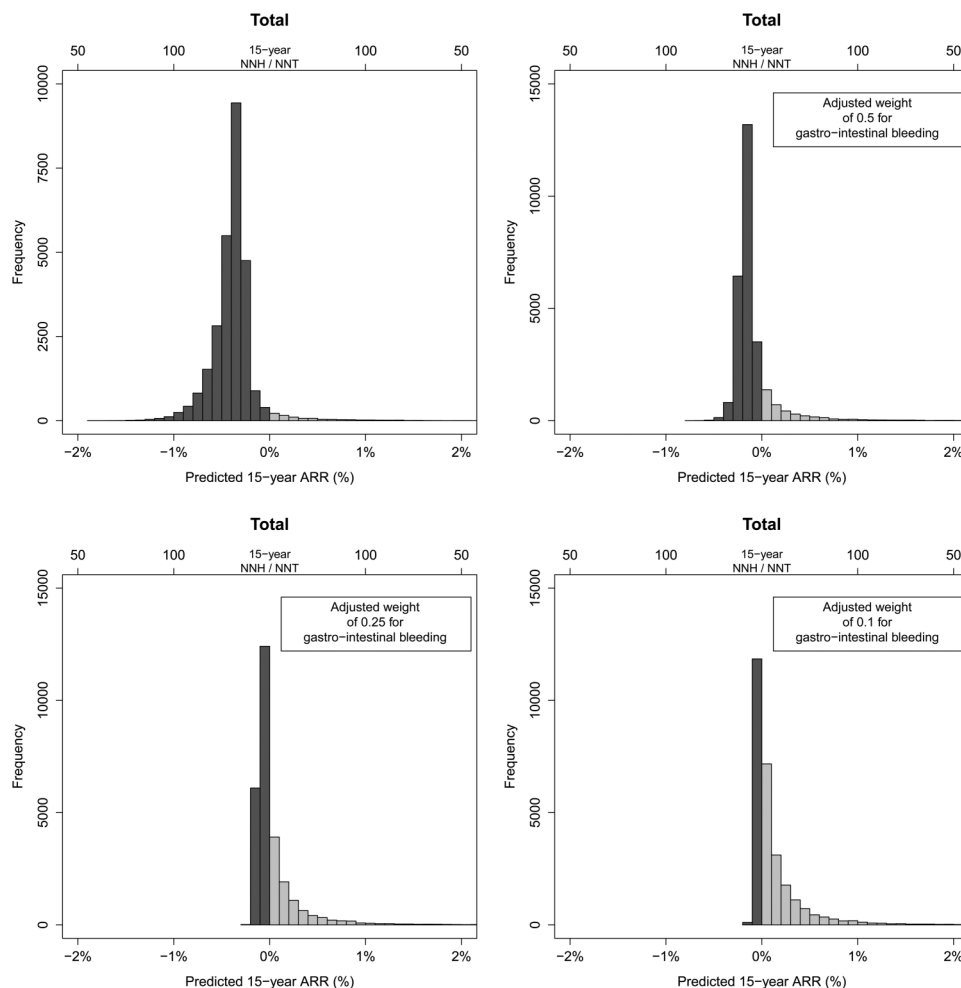 Total
50 100 15−year NNH / NNT 100 50
10000
7500
5000
2500
0
Frequency
−2% −1% 0% 1% 2%
Predicted 15−year ARR (%)
Total
50 100 15−year NNH / NNT 100 50
Adjusted weight
of 0.5 for
gastro−intestinal bleeding
15000
10000
5000
0
Frequency
−2% −1% 0% 1% 2%
Predicted 15−year ARR (%)
Total
50 100 15−year NNH / NNT 100 50
Adjusted weight
of 0.25 for
gastro−intestinal bleeding
15000
10000
5000
0
Frequency
−2% −1% 0% 1% 2%
Predicted 15−year ARR (%)
Total
50 100 15−year NNH / NNT 100 50
Adjusted weight
of 0.1 for
gastro−intestinal bleeding
15000
10000
5000
0
Frequency
−2% −1% 0% 1% 2%
Predicted 15−year ARR (%)